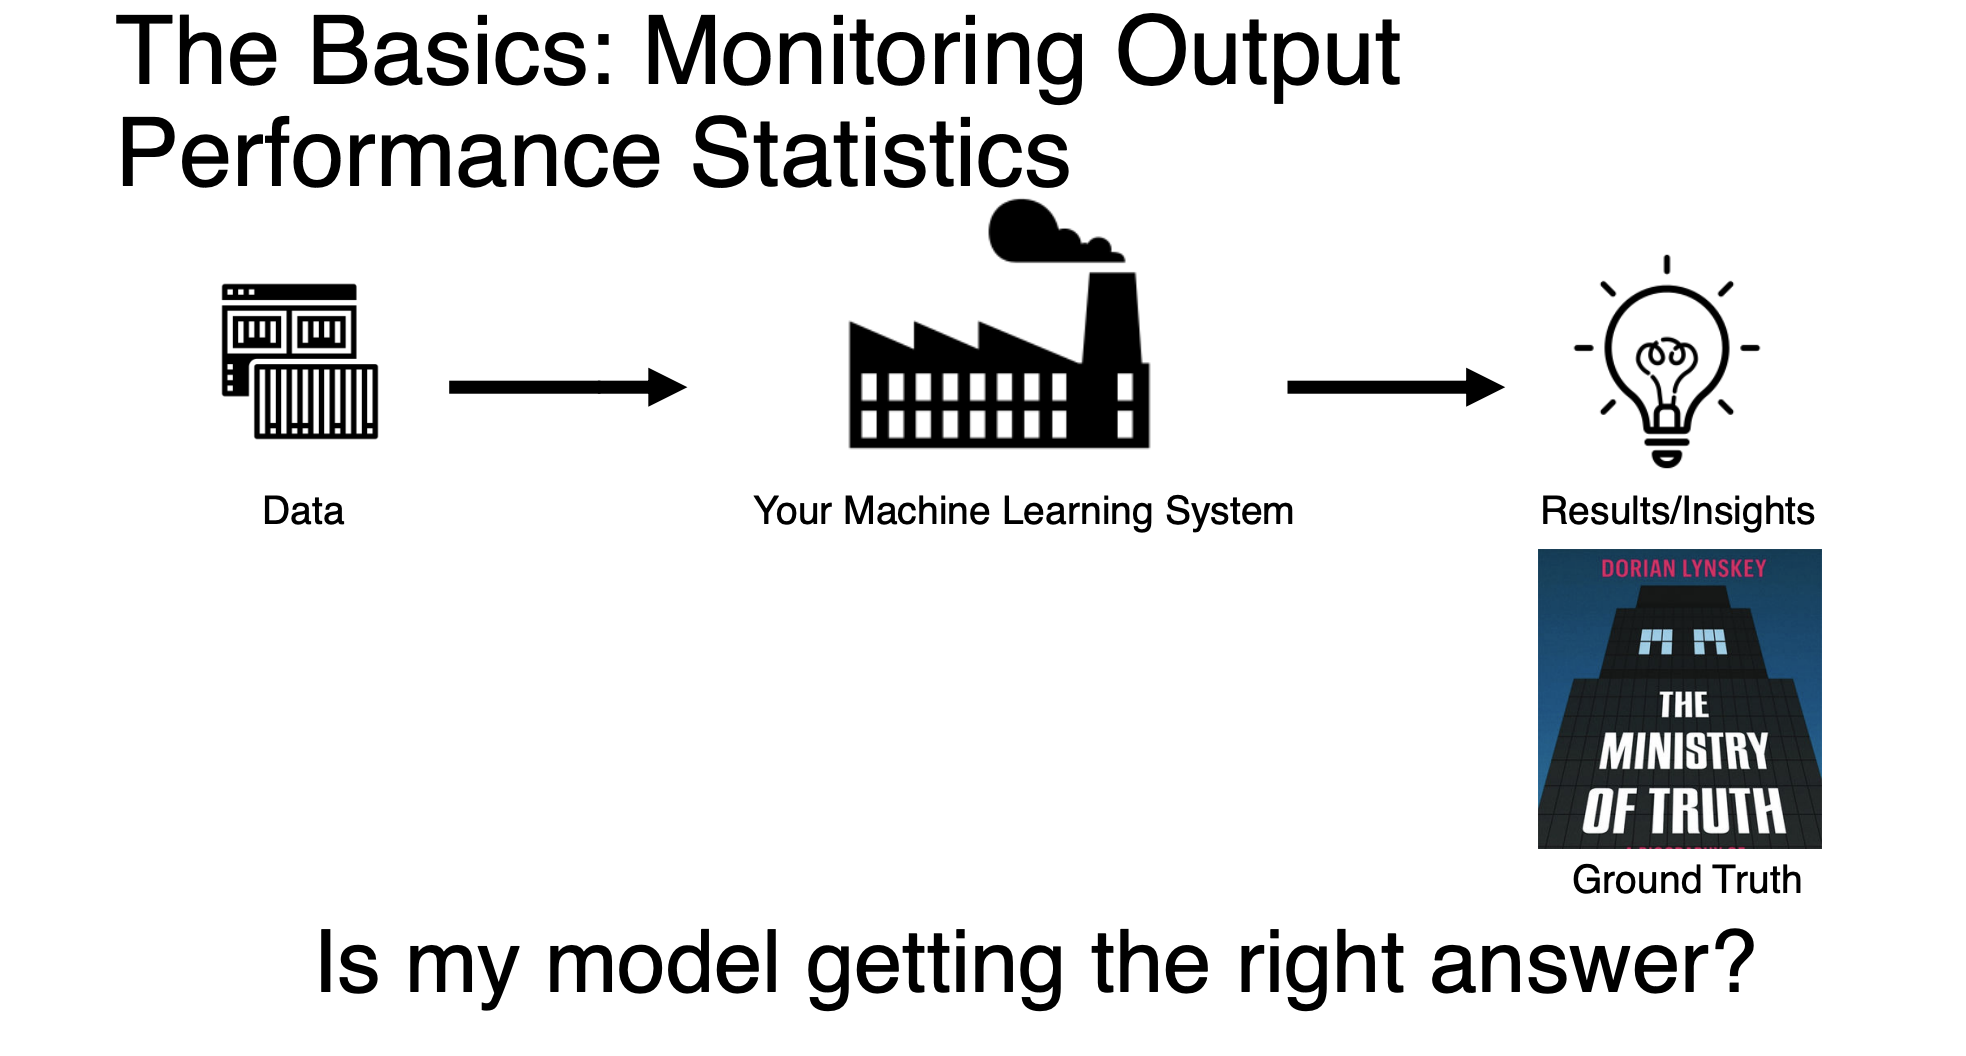 The Basics: Monitoring Output
Performance Statistics
Data
Your Machine Learning System
Results/Insights
DORIAN LYNSKEY
THE
MINISTRY
OF TRUTH
Ground Truth
Is my model getting the right answer?